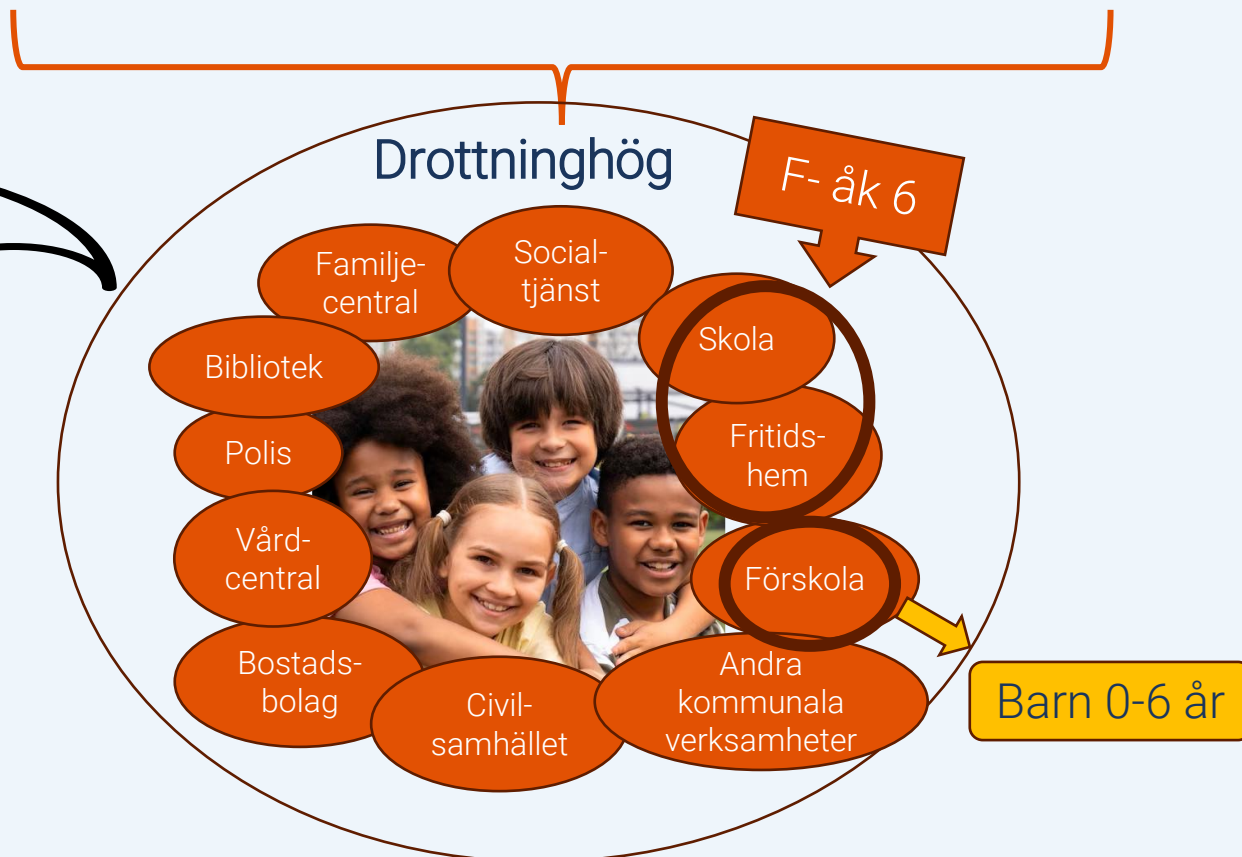 Drottninghög
F- åk 6
Familje-
central
Social-
tjänst
Skola
Bibliotek
Fritids-
hem
Polis
Vård-
central
Förskola
Bostads-
bolag
Civil-
samhället
Andra
kommunala
verksamheter
Barn 0-6 år